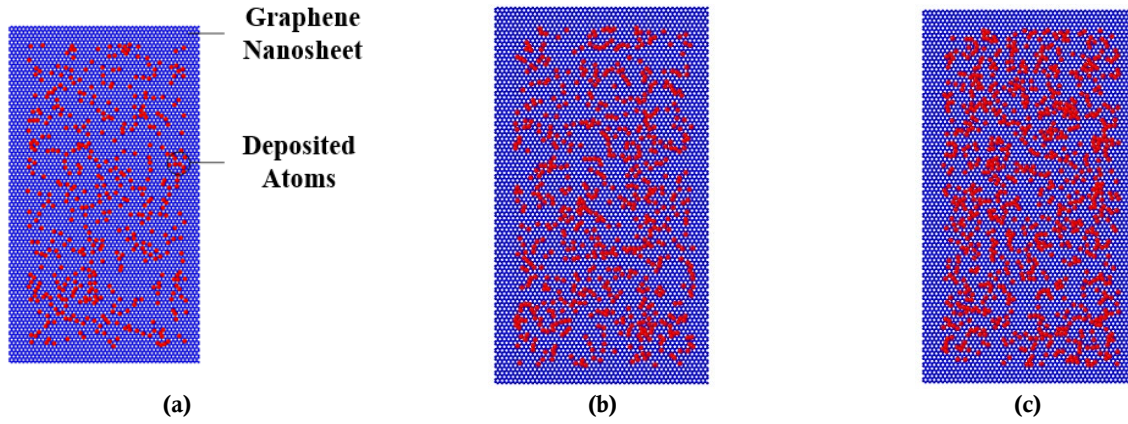 Graphene
Nanosheet
Deposited
Atoms
(a)
(b)
(c)